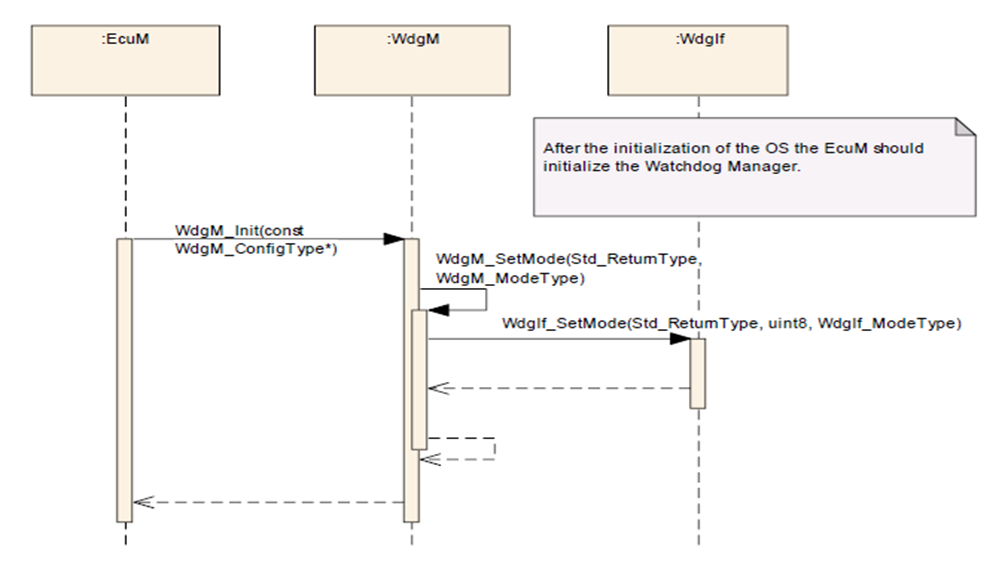 :EcuM
:WdgM
:WdgIf
After the initialization of the OS the EcuM should
initialize the Watchdog Manager.
WdgM_Init(const
WdgM_ConfigType*)
WdgM_SetMode(Std_ReturnType,
WdgM_ModeType)
WdgIf_SetMode(Std_ReturnType, uint8, WdgIf_ModeType)